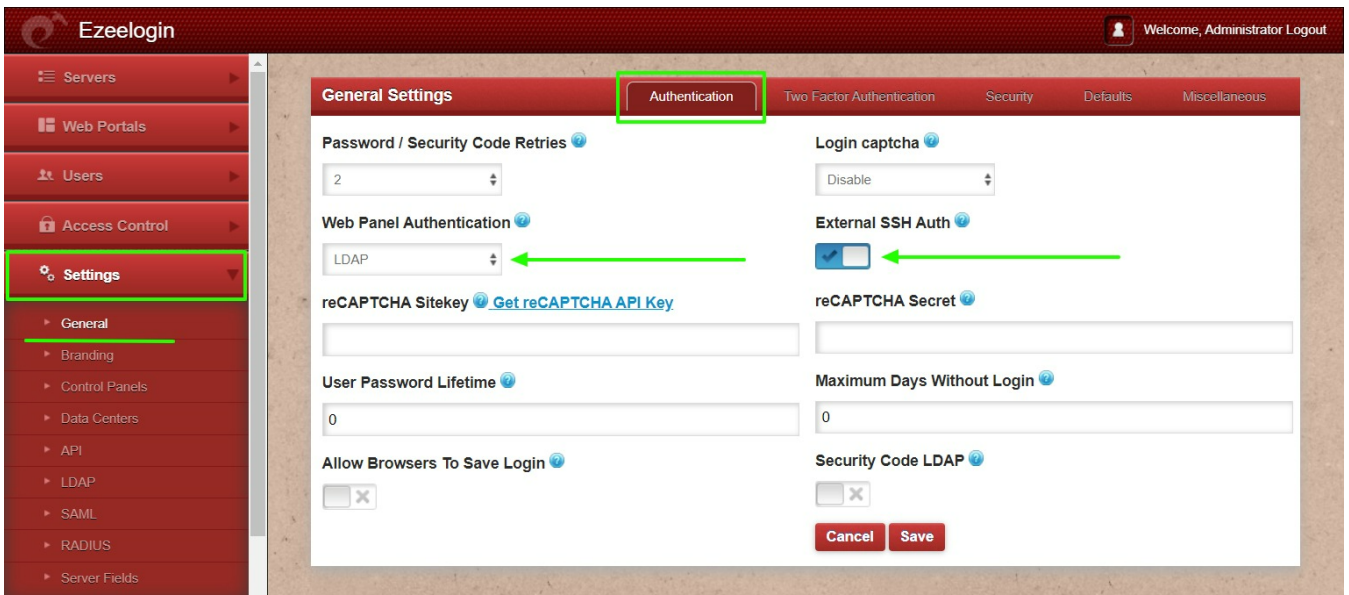 Ezeelogin
Welcome, Administrator Logout
Servers
Web Portals
Users
Access Control
Settings
General
Branding
Control Panels
Data Centers
API
LDAP
SAML
RADIUS
Server Fields
General Settings
Authentication
Two Factor Authentication
Security
Defaults
Miscellaneous
Password / Security Code Retries ?
Login captcha ?
2
Disable
Web Panel Authentication ?
External SSH Auth ?
LDAP
reCAPTCHA Sitekey ? Get reCAPTCHA API Key
reCAPTCHA Secret ?
User Password Lifetime ?
Maximum Days Without Login ?
0
0
Allow Browsers To Save Login ?
Security Code LDAP ?
Cancel
Save